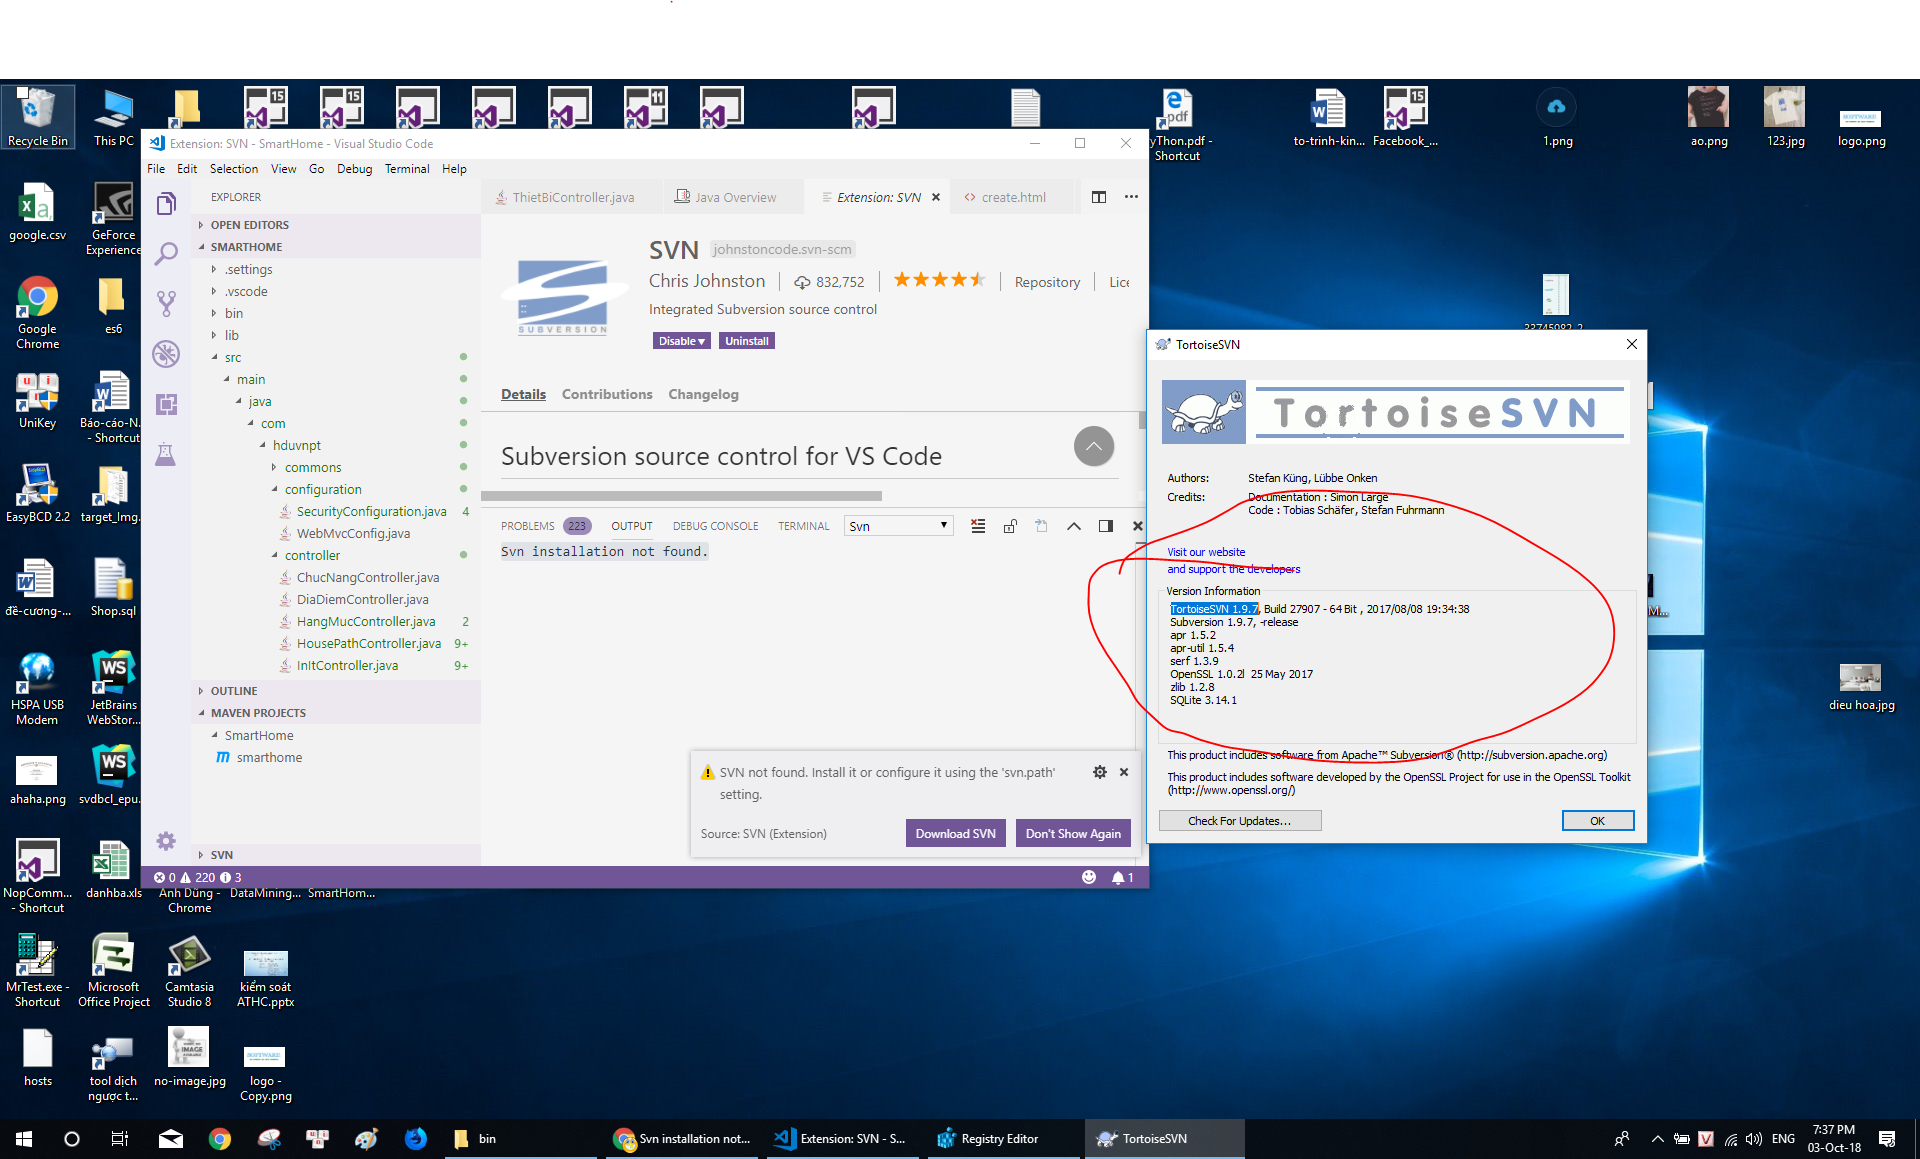 Recycle Bin
This PC
yThon.pdf -
Shortcut
to-trinh-kin...
Facebook_...
1.png
ao.png
123.jpg
logo.png
google.csv
GeForce
Experience
Google
Chrome
es6
UniKey
Báo-cáo-N...
- Shortcut
EasyBCD 2.2
target_Img.
đề-cương-...
Shop.sql
HSPA USB
Modem
JetBrains
WebStor...
ahaha.png
svdbcl_epu.
NopComm...
- Shortcut
danhba.xls
Anh Dũng -
Chrome
DataMining...
SmartHom...
MrTest.exe -
Shortcut
Microsoft
Office Project
Camtasia
Studio 8
kiểm soát
ATHC.pptx
hosts
tool dịch
ngược t...
no-image.jpg
logo -
Copy.png
dieu hoa.jpg
Extension: SVN - SmartHome - Visual Studio Code
File Edit Selection View Go Debug Terminal Help
EXPLORER
OPEN EDITORS
SMARTHOME
.settings
.vscode
bin
lib
src
main
java
com
hduvnpt
commons
configuration
SecurityConfiguration.java 4
WebMvcConfig.java
controller
ChucNangController.java
DiaDiemController.java
HangMucController.java 2
HousePathController.java 9+
InItController.java 9+
OUTLINE
MAVEN PROJECTS
SmartHome
smarthome
SVN
ThietBiController.java
Java Overview
Extension: SVN
create.html
SVN johnstoncode.svn-scm
Chris Johnston 832,752 Repository
Integrated Subversion source control
Disable Uninstall
SUBVERSION
Details Contributions Changelog
Subversion source control for VS Code
PROBLEMS 223 OUTPUT DEBUG CONSOLE TERMINAL Svn
Svn installation not found.
SVN not found. Install it or configure it using the 'svn.path'
setting.
Source: SVN (Extension) Download SVN Don't Show Again
0 220 3
1
TortoiseSVN
TortoiseSVN
Authors: Stefan Küng, Lübbe Onken
Credits: Documentation : Simon Large
Code : Tobias Schäfer, Stefan Fuhrmann
Visit our website
and support the developers
Version Information
TortoiseSVN 1.9.7, Build 27907 - 64 Bit , 2017/08/08 19:34:38
Subversion 1.9.7, -release
apr 1.5.2
apr-util 1.5.4
serf 1.3.9
OpenSSL 1.0.2l 25 May 2017
zlib 1.2.8
SQLite 3.14.1
This product includes software from Apache™ Subversion® (http://subversion.apache.org)
This product includes software developed by the OpenSSL Project for use in the OpenSSL Toolkit
(http://www.openssl.org/)
Check For Updates... OK
bin
Svn installation not...
Extension: SVN - S...
Registry Editor
TortoiseSVN
ENG
7:37 PM
03-Oct-18